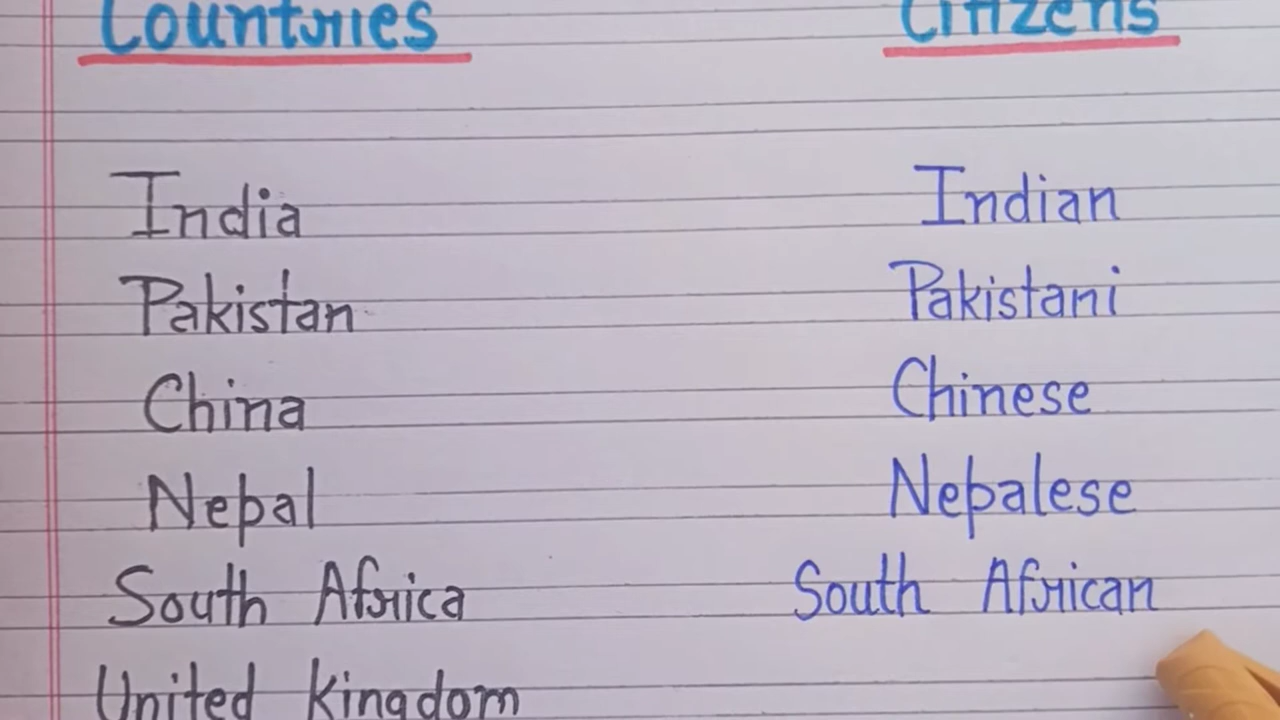 Countries Citizens
India Indian
Pakistan Pakistani
China Chinese
Nepal Nepalese
South Africa South African
United Kingdom